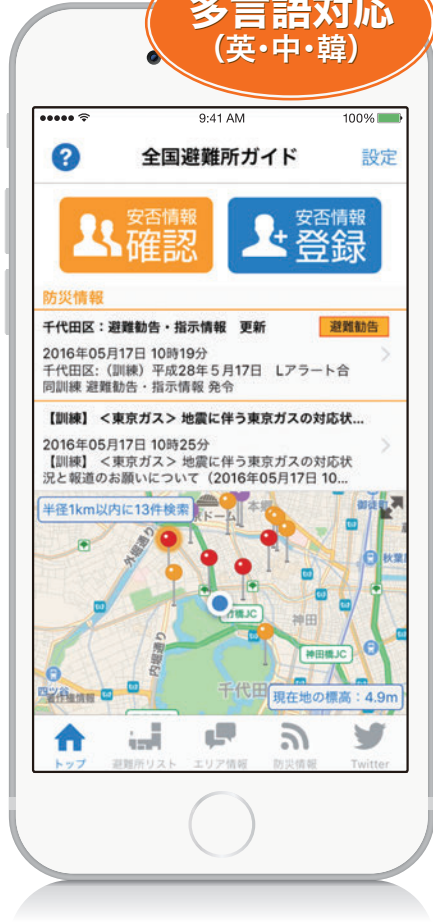 多言語対応
（英・中・韓）
9:41 AM
100%
?
全国避難所ガイド
設定
安否情報
確認
安否情報
登録
防災情報
千代田区：避難勧告・指示情報　更新
避難勧告
2016年05月17日 10時19分
千代田区:（訓練）平成28年５月17日　Lアラート合
同訓練 避難勧告・指示情報 発令
【訓練】＜東京ガス＞地震に伴う東京ガスの対応状...
2016年05月17日 10時25分
【訓練】＜東京ガス＞地震に伴う東京ガスの対応状
況と報道のお願いについて（2016年05月17日 10...
半径1km以内に13件検索
外堀通り
竹橋JC
神田
内堀通り
神田橋JC
千代田
現在地の標高：4.9m
トップ
避難所リスト
エリア情報
防災情報
Twitter